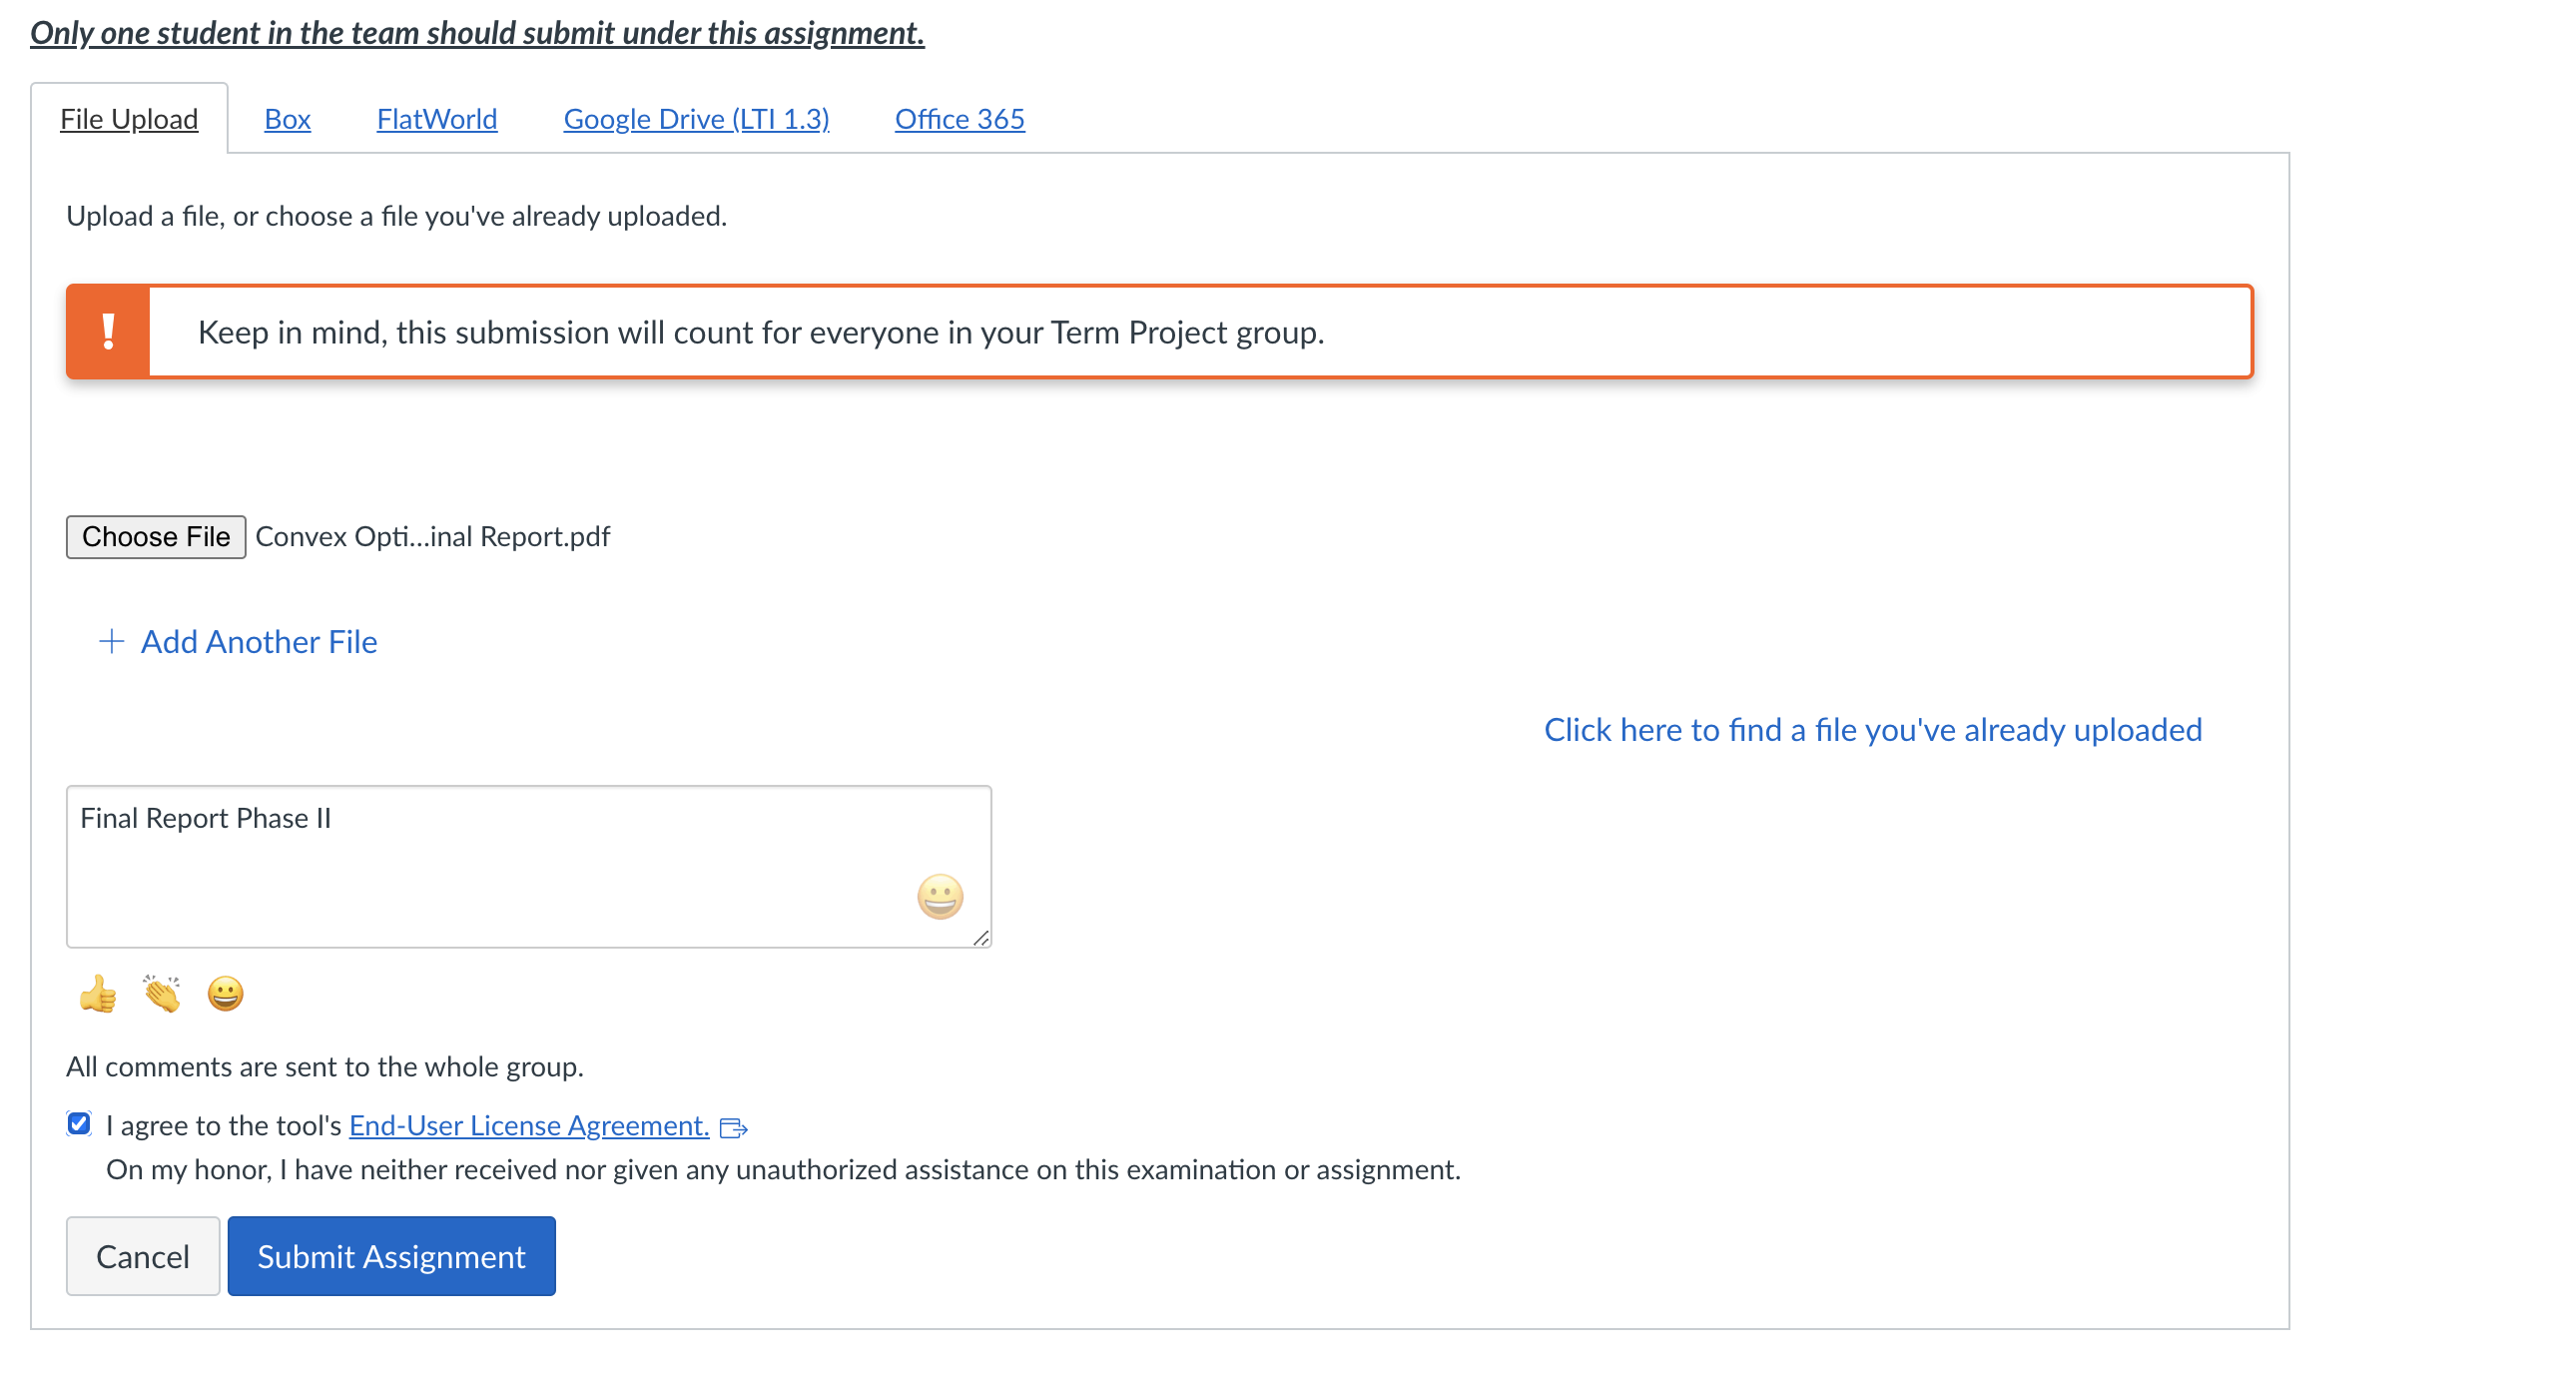 Only one student in the team should submit under this assignment.
File Upload
Box
FlatWorld
Google Drive (LTI 1.3)
Office 365
Upload a file, or choose a file you've already uploaded.
! Keep in mind, this submission will count for everyone in your Term Project group.
Choose File Convex Opti...inal Report.pdf
+ Add Another File
Click here to find a file you've already uploaded
Final Report Phase II
All comments are sent to the whole group.
I agree to the tool's End-User License Agreement.
On my honor, I have neither received nor given any unauthorized assistance on this examination or assignment.
Cancel
Submit Assignment